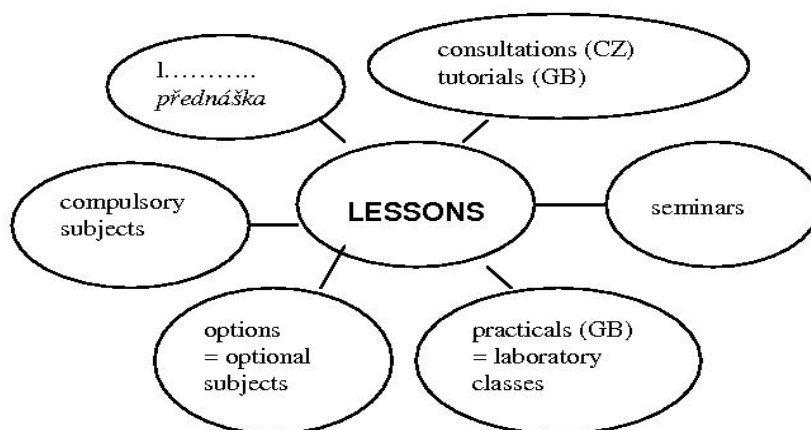 l………..
přednáška
consultations (CZ)
tutorials (GB)
compulsory
subjects
LESSONS
seminars
options
= optional
subjects
practicals (GB)
= laboratory
classes